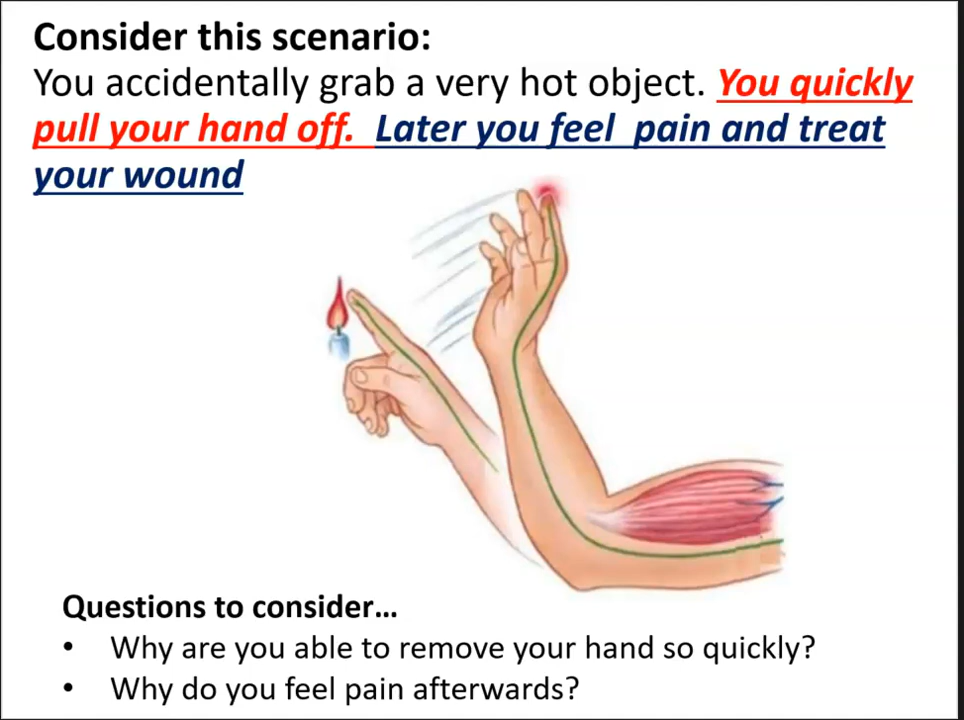 Consider this scenario:
You accidentally grab a very hot object. You quickly
pull your hand off. Later you feel pain and treat
your wound
Questions to consider…
• Why are you able to remove your hand so quickly?
• Why do you feel pain afterwards?